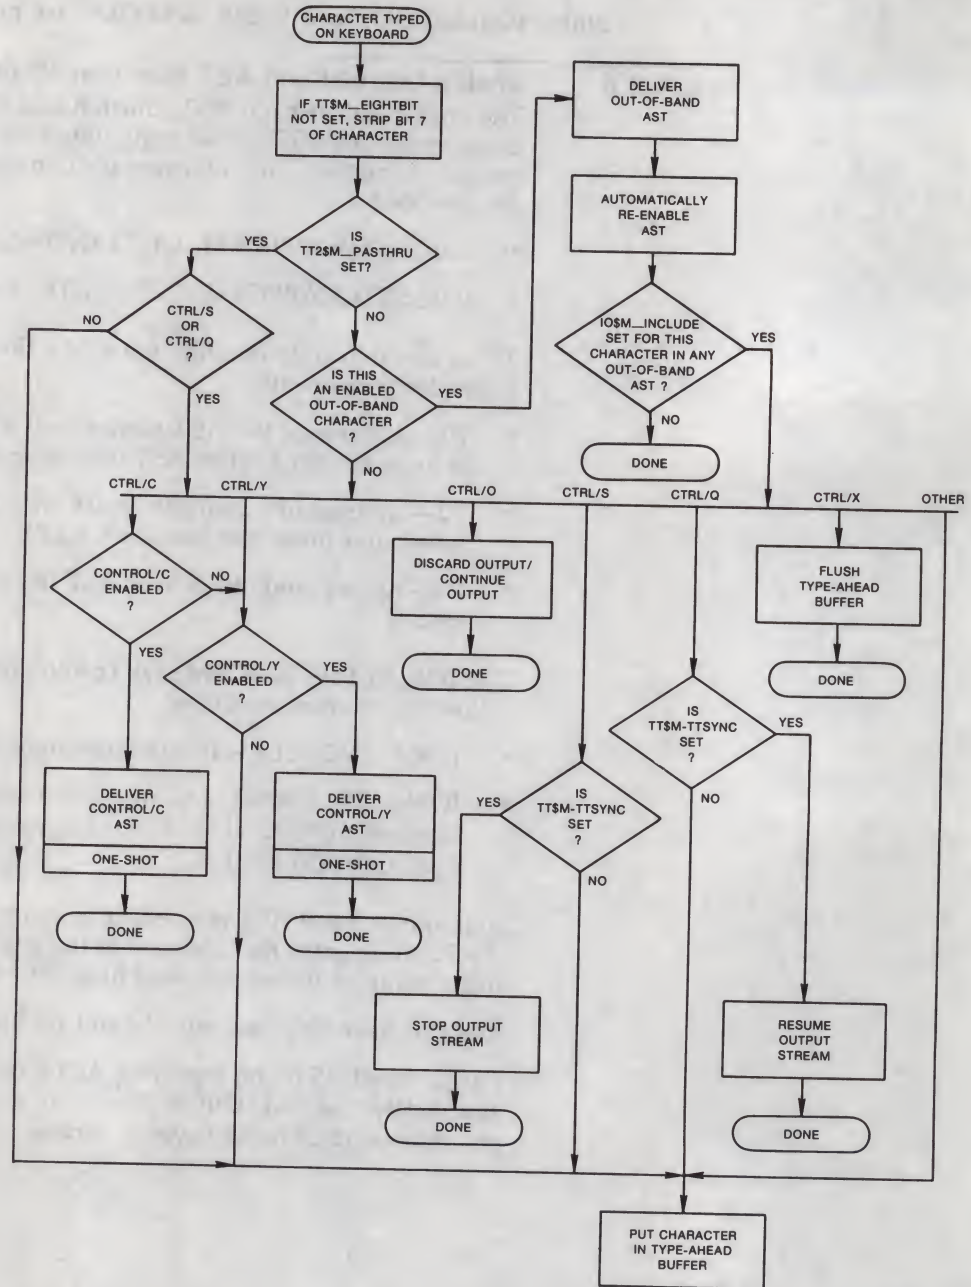 CHARACTER TYPED
ON KEYBOARD
IF TT$M__EIGHTBIT
NOT SET, STRIP BIT 7
OF CHARACTER
DELIVER
OUT-OF-BAND
AST
AUTOMATICALLY
RE-ENABLE
AST
IS
TT2$M__PASTHRU
SET?
YES
NO
CTRL/S
OR
CTRL/Q
?
NO
YES
IS THIS
AN ENABLED
OUT-OF-BAND
CHARACTER
?
YES
NO
IO$M__INCLUDE
SET FOR THIS
CHARACTER IN ANY
OUT-OF-BAND
AST ?
YES
NO
DONE
CTRL/C
CTRL/Y
CTRL/O
CTRL/S
CTRL/Q
CTRL/X
OTHER
CONTROL/C
ENABLED
?
NO
YES
DISCARD OUTPUT/
CONTINUE
OUTPUT
DONE
FLUSH
TYPE-AHEAD
BUFFER
DONE
CONTROL/Y
ENABLED
?
YES
NO
IS
TT$M-TTSYNC
SET
?
YES
NO
DELIVER
CONTROL/C
AST
ONE-SHOT
DONE
DELIVER
CONTROL/Y
AST
ONE-SHOT
DONE
IS
TT$M-TTSYNC
SET
?
YES
NO
STOP OUTPUT
STREAM
DONE
RESUME
OUTPUT
STREAM
DONE
PUT CHARACTER
IN TYPE-AHEAD
BUFFER